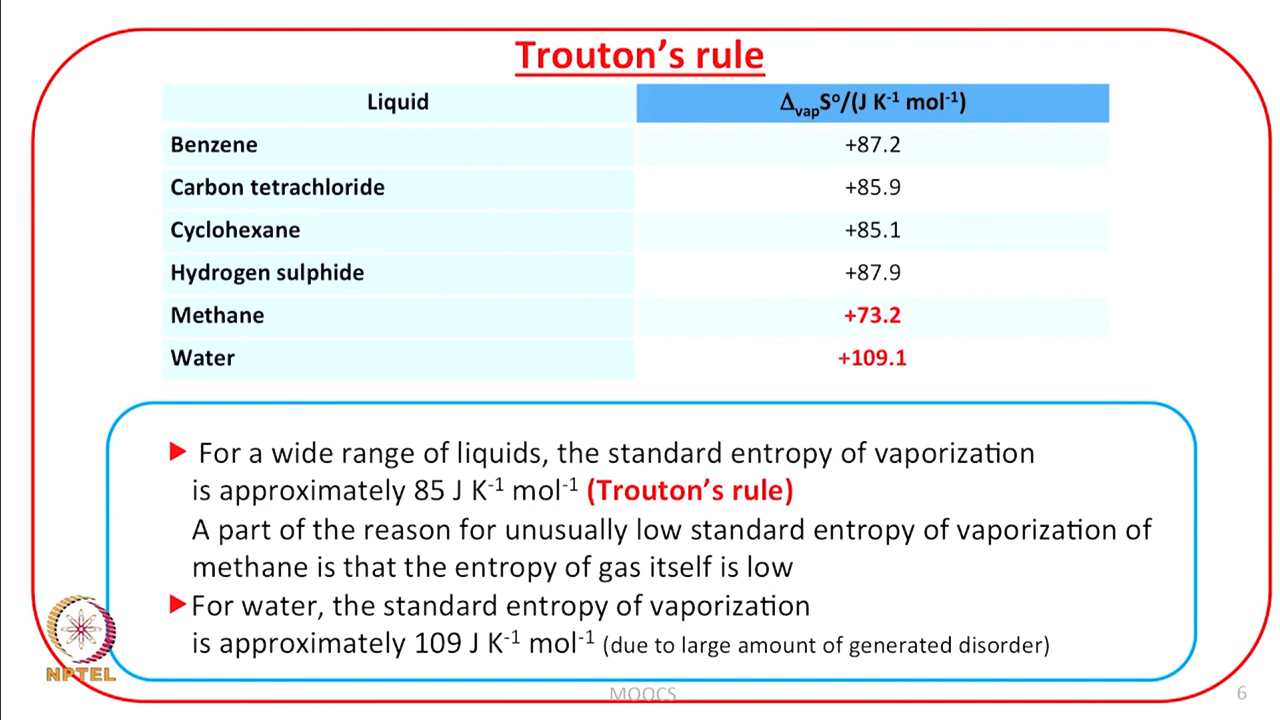 Trouton's rule
Liquid ΔvapSº/(J K-1 mol-1)
Benzene +87.2
Carbon tetrachloride +85.9
Cyclohexane +85.1
Hydrogen sulphide +87.9
Methane +73.2
Water +109.1
For a wide range of liquids, the standard entropy of vaporization
is approximately 85 J K-1 mol-1 (Trouton's rule)
A part of the reason for unusually low standard entropy of vaporization of
methane is that the entropy of gas itself is low
For water, the standard entropy of vaporization
is approximately 109 J K-1 mol-1 (due to large amount of generated disorder)
NPTEL
MOOCS
6